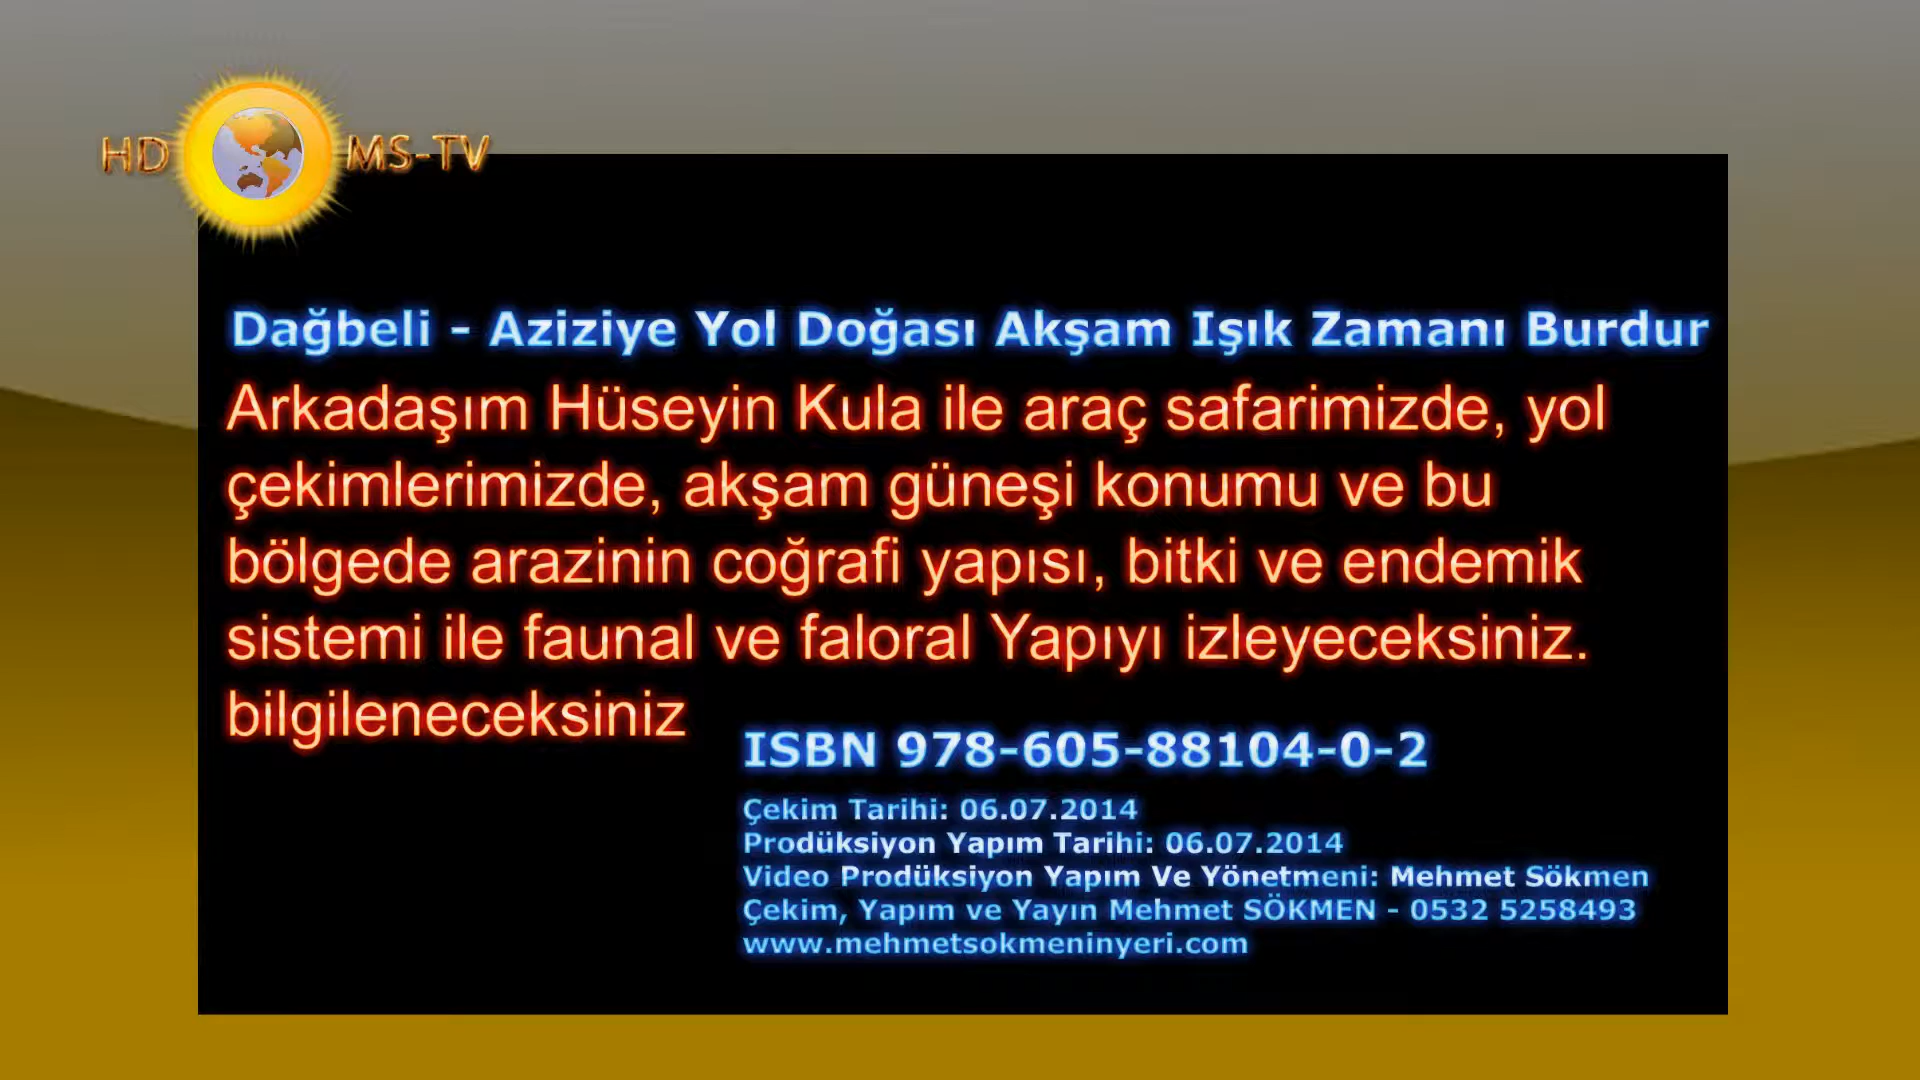 HD MS-TV
Dağbeli - Aziziye Yol Doğası Akşam Işık Zamanı Burdur
Arkadaşım Hüseyin Kula ile araç safarimizde, yol
çekimlerimizde, akşam güneşi konumu ve bu
bölgede arazinin coğrafi yapısı, bitki ve endemik
sistemi ile faunal ve faloral Yapıyı izleyeceksiniz.
bilgileneceksiniz
ISBN 978-605-88104-0-2
Çekim Tarihi: 06.07.2014
Prodüksiyon Yapım Tarihi: 06.07.2014
Video Prodüksiyon Yapım Ve Yönetmeni: Mehmet Sökmen
Çekim, Yapım ve Yayın Mehmet SÖKMEN - 0532 5258493
www.mehmetsokmeninyeri.com